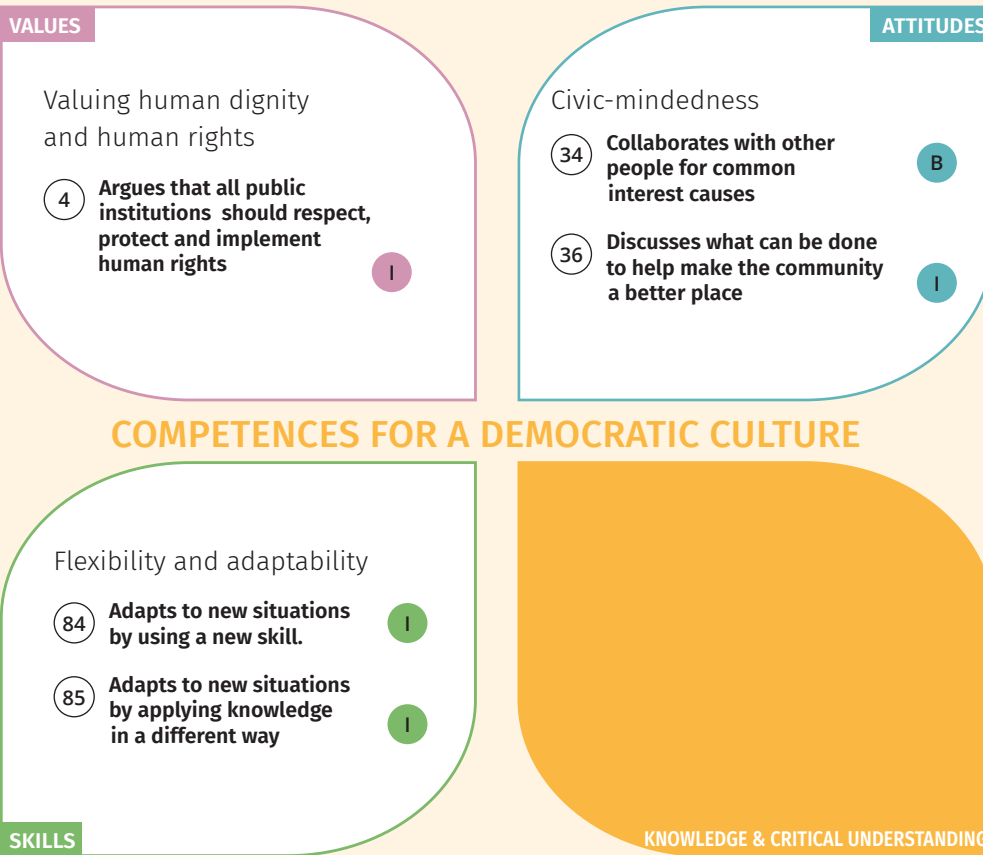 VALUES
Valuing human dignity
and human rights
4
Argues that all public
institutions should respect,
protect and implement
human rights
I
ATTITUDES
Civic-mindedness
34
Collaborates with other
people for common
interest causes
B
36
Discusses what can be done
to help make the community
a better place
I
COMPETENCES FOR A DEMOCRATIC CULTURE
Flexibility and adaptability
84
Adapts to new situations
by using a new skill.
I
85
Adapts to new situations
by applying knowledge
in a different way
I
SKILLS
KNOWLEDGE & CRITICAL UNDERSTANDING